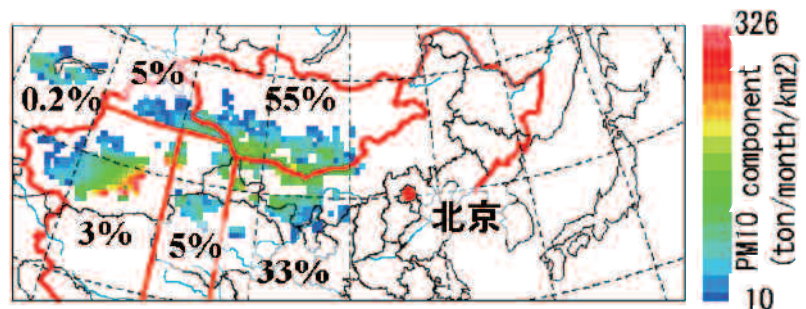 326
5%
0.2%
55%
北京
3%
5%
33%
PM10 component
(ton/month/km2)
10